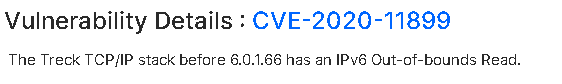 Vulnerability Details : CVE-2020-11899
The Treck TCP/IP stack before 6.0.1.66 has an IPv6 Out-of-bounds Read.